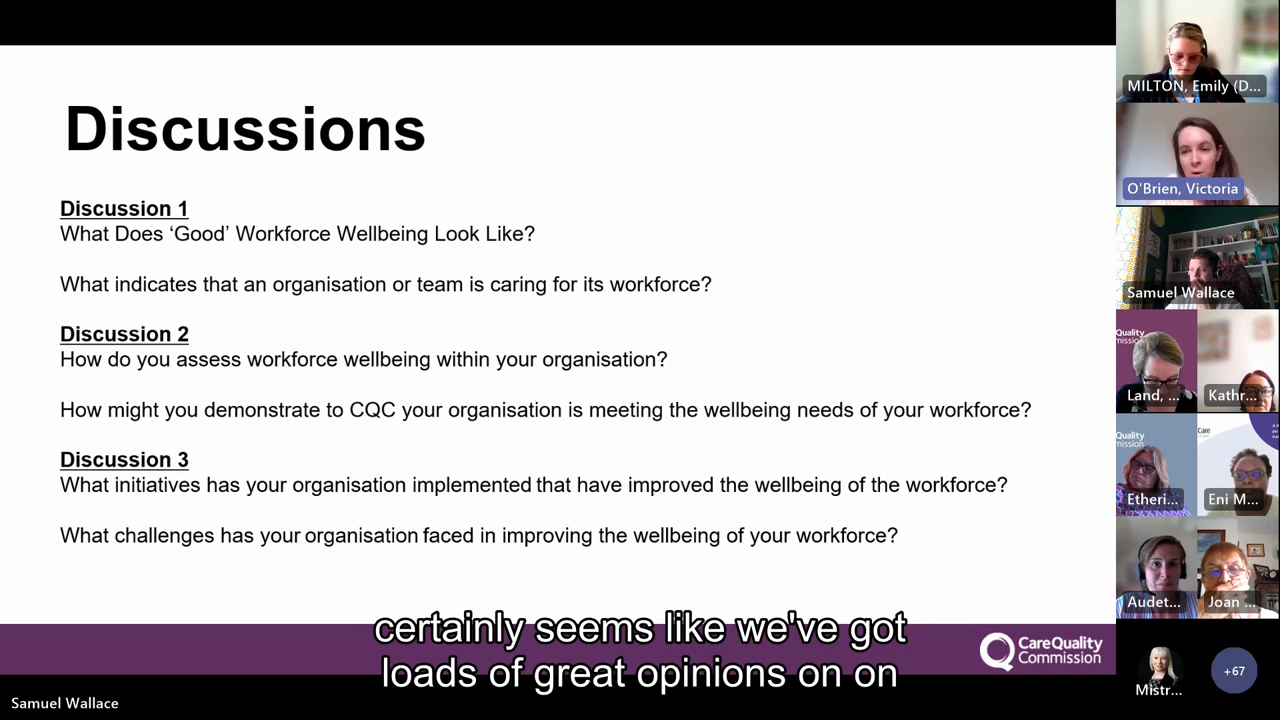 Discussions
Discussion 1
What Does ‘Good’ Workforce Wellbeing Look Like?
What indicates that an organisation or team is caring for its workforce?
Discussion 2
How do you assess workforce wellbeing within your organisation?
How might you demonstrate to CQC your organisation is meeting the wellbeing needs of your workforce?
Discussion 3
What initiatives has your organisation implemented that have improved the wellbeing of the workforce?
What challenges has your organisation faced in improving the wellbeing of your workforce?
certainly seems like we've got
loads of great opinions on on
CareQuality
Commission
Samuel Wallace
MILTON, Emily (D...
O'Brien, Victoria
Samuel Wallace
Quality
mission
Land, ...
Kathr...
Quality
mission
Care
Etheri...
Eni M...
Audet...
Joan ...
Mistr...
+67